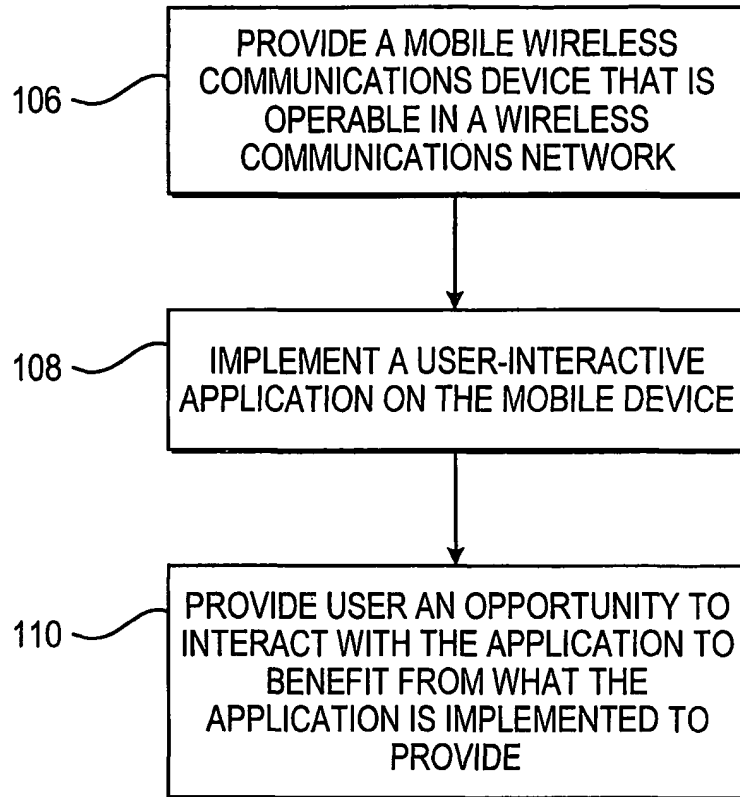 106
PROVIDE A MOBILE WIRELESS
COMMUNICATIONS DEVICE THAT IS
OPERABLE IN A WIRELESS
COMMUNICATIONS NETWORK
108
IMPLEMENT A USER-INTERACTIVE
APPLICATION ON THE MOBILE DEVICE
110
PROVIDE USER AN OPPORTUNITY TO
INTERACT WITH THE APPLICATION TO
BENEFIT FROM WHAT THE
APPLICATION IS IMPLEMENTED TO
PROVIDE